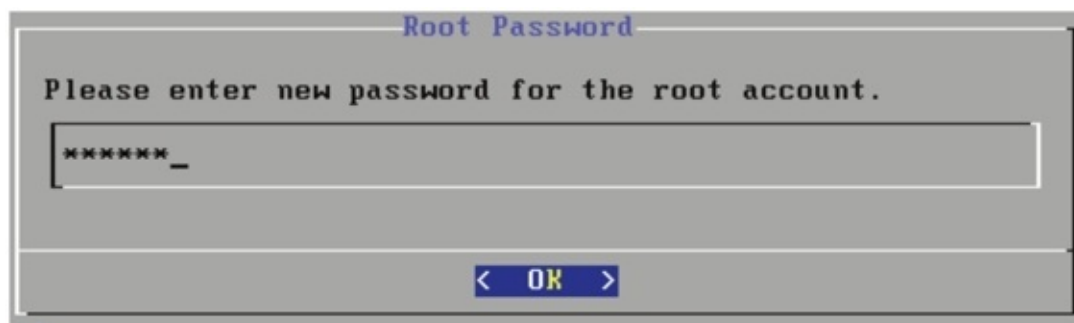 Root Password
Please enter new password for the root account.
******_
< OK >